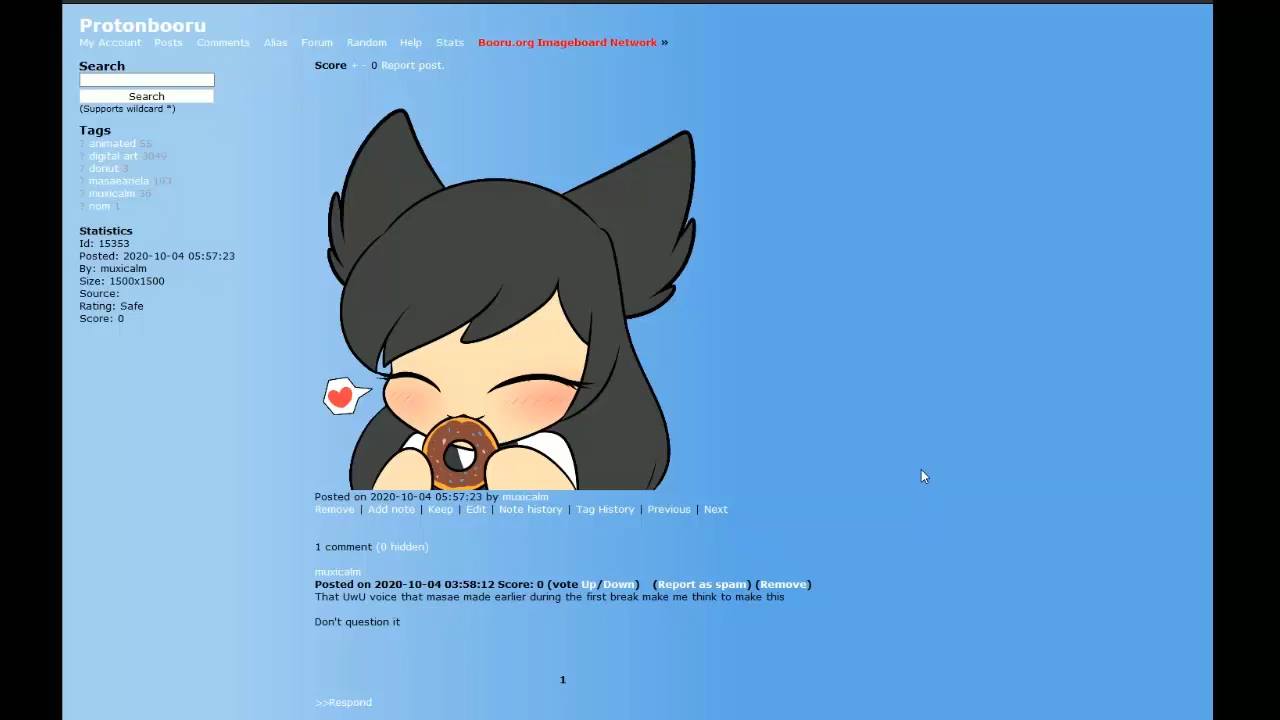 Protonbooru
My Account Posts Comments Alias Forum Random Help Stats Booru.org Imageboard Network »
Search
Search
(Supports wildcard *)
Tags
? animated 55
? digital art 3049
? donut 3
? masaeanela 193
? muxicalm 36
? nom 1
Statistics
Id: 15353
Posted: 2020-10-04 05:57:23
By: muxicalm
Size: 1500x1500
Source:
Rating: Safe
Score: 0
Score + - 0 Report post.
Posted on 2020-10-04 05:57:23 by muxicalm
Remove | Add note | Keep | Edit | Note history | Tag History | Previous | Next
1 comment (0 hidden)
muxicalm
Posted on 2020-10-04 03:58:12 Score: 0 (vote Up/Down) (Report as spam) (Remove)
That UwU voice that masae made earlier during the first break make me think to make this
Don't question it
1
>>Respond